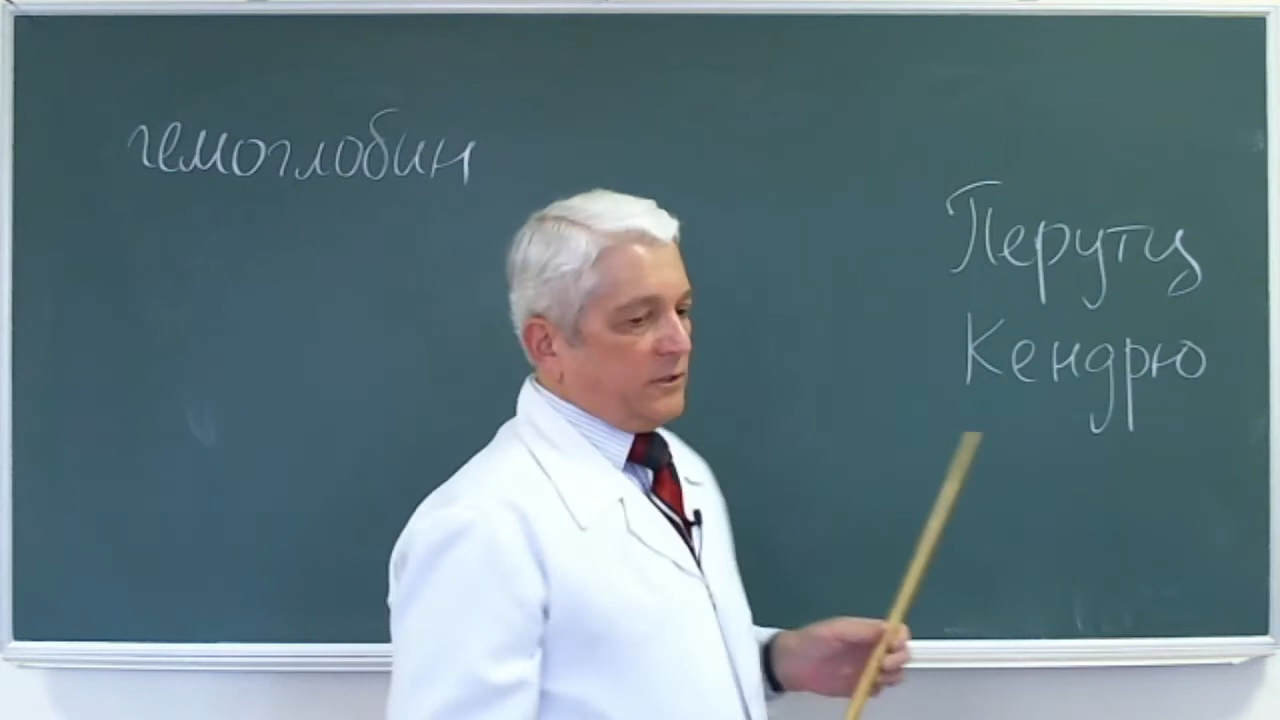 гемоглобин
Перутц
Кендрю